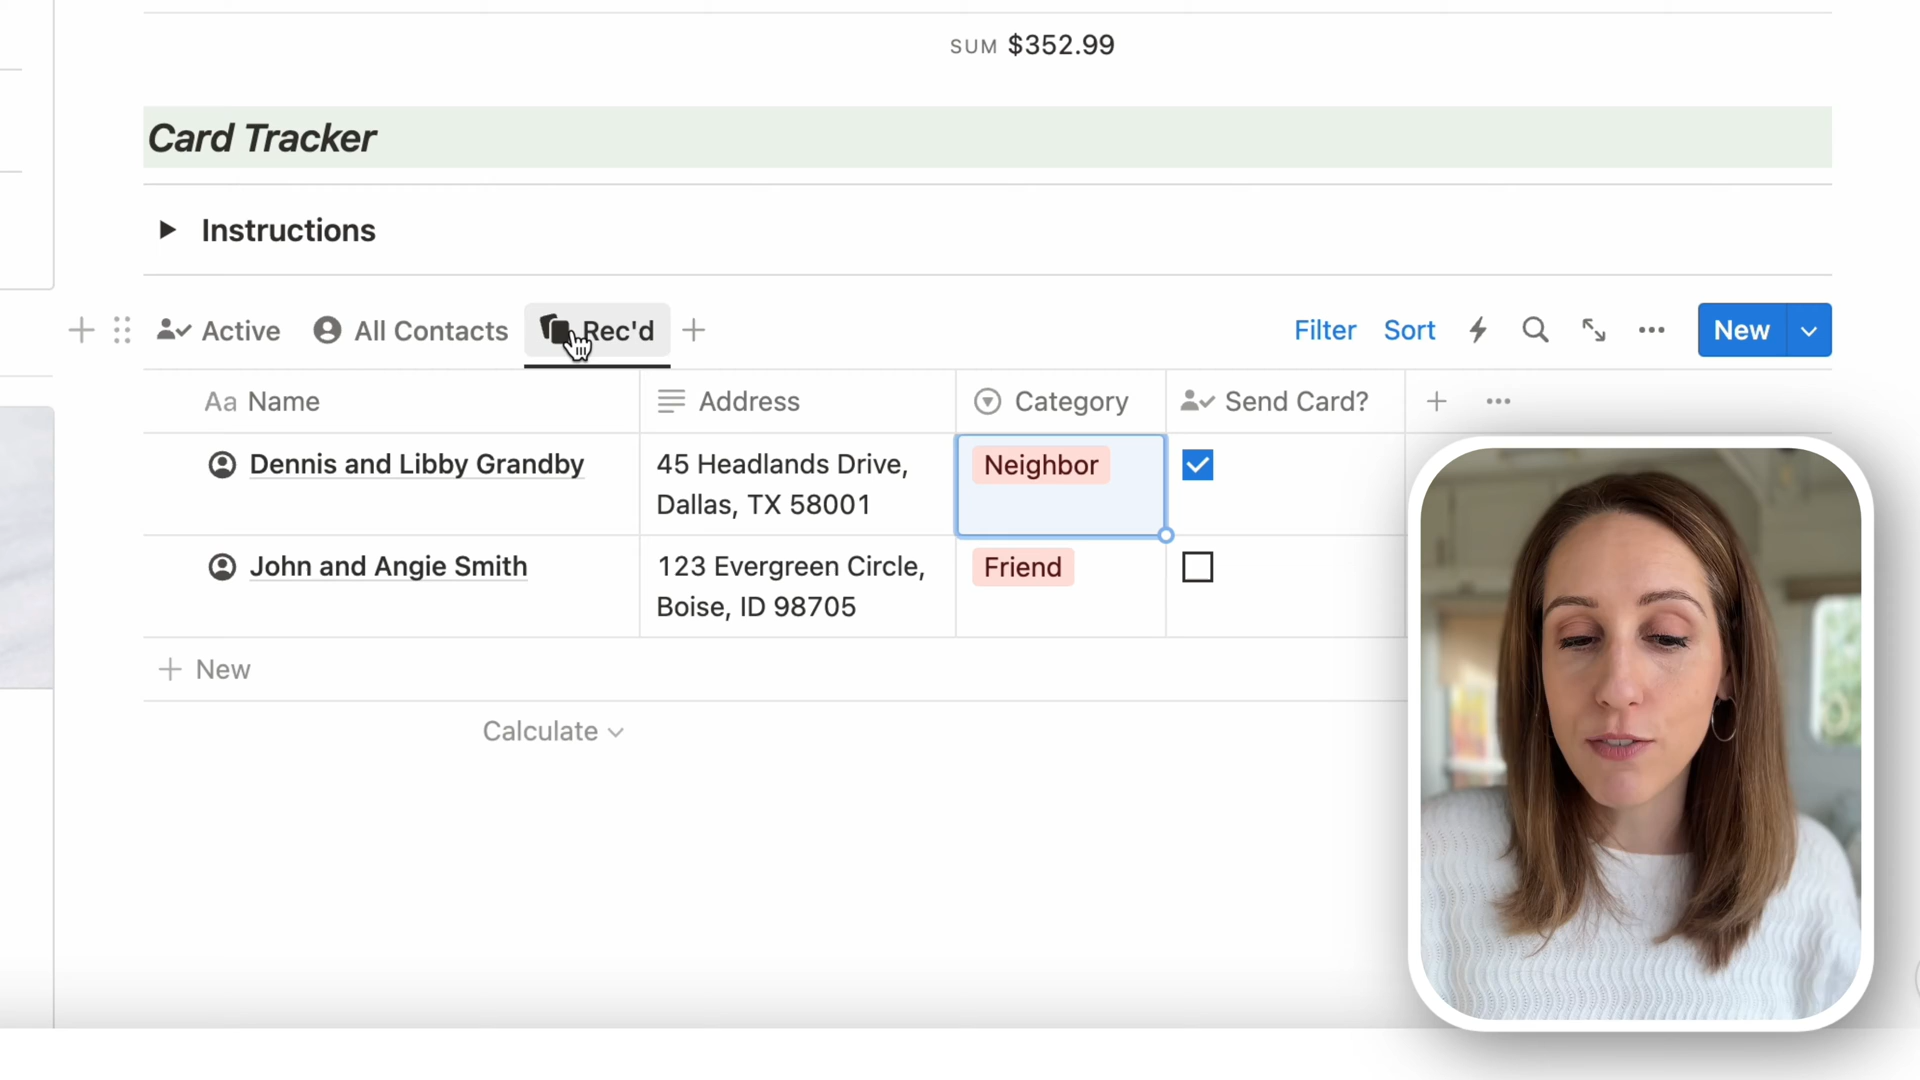 SUM $352.99
Card Tracker
Instructions
Active All Contacts Rec'd Filter Sort New
Aa Name Address Category Send Card?
Dennis and Libby Grandby 45 Headlands Drive, Neighbor
Dallas, TX 58001
John and Angie Smith 123 Evergreen Circle, Friend
Boise, ID 98705
New
Calculate